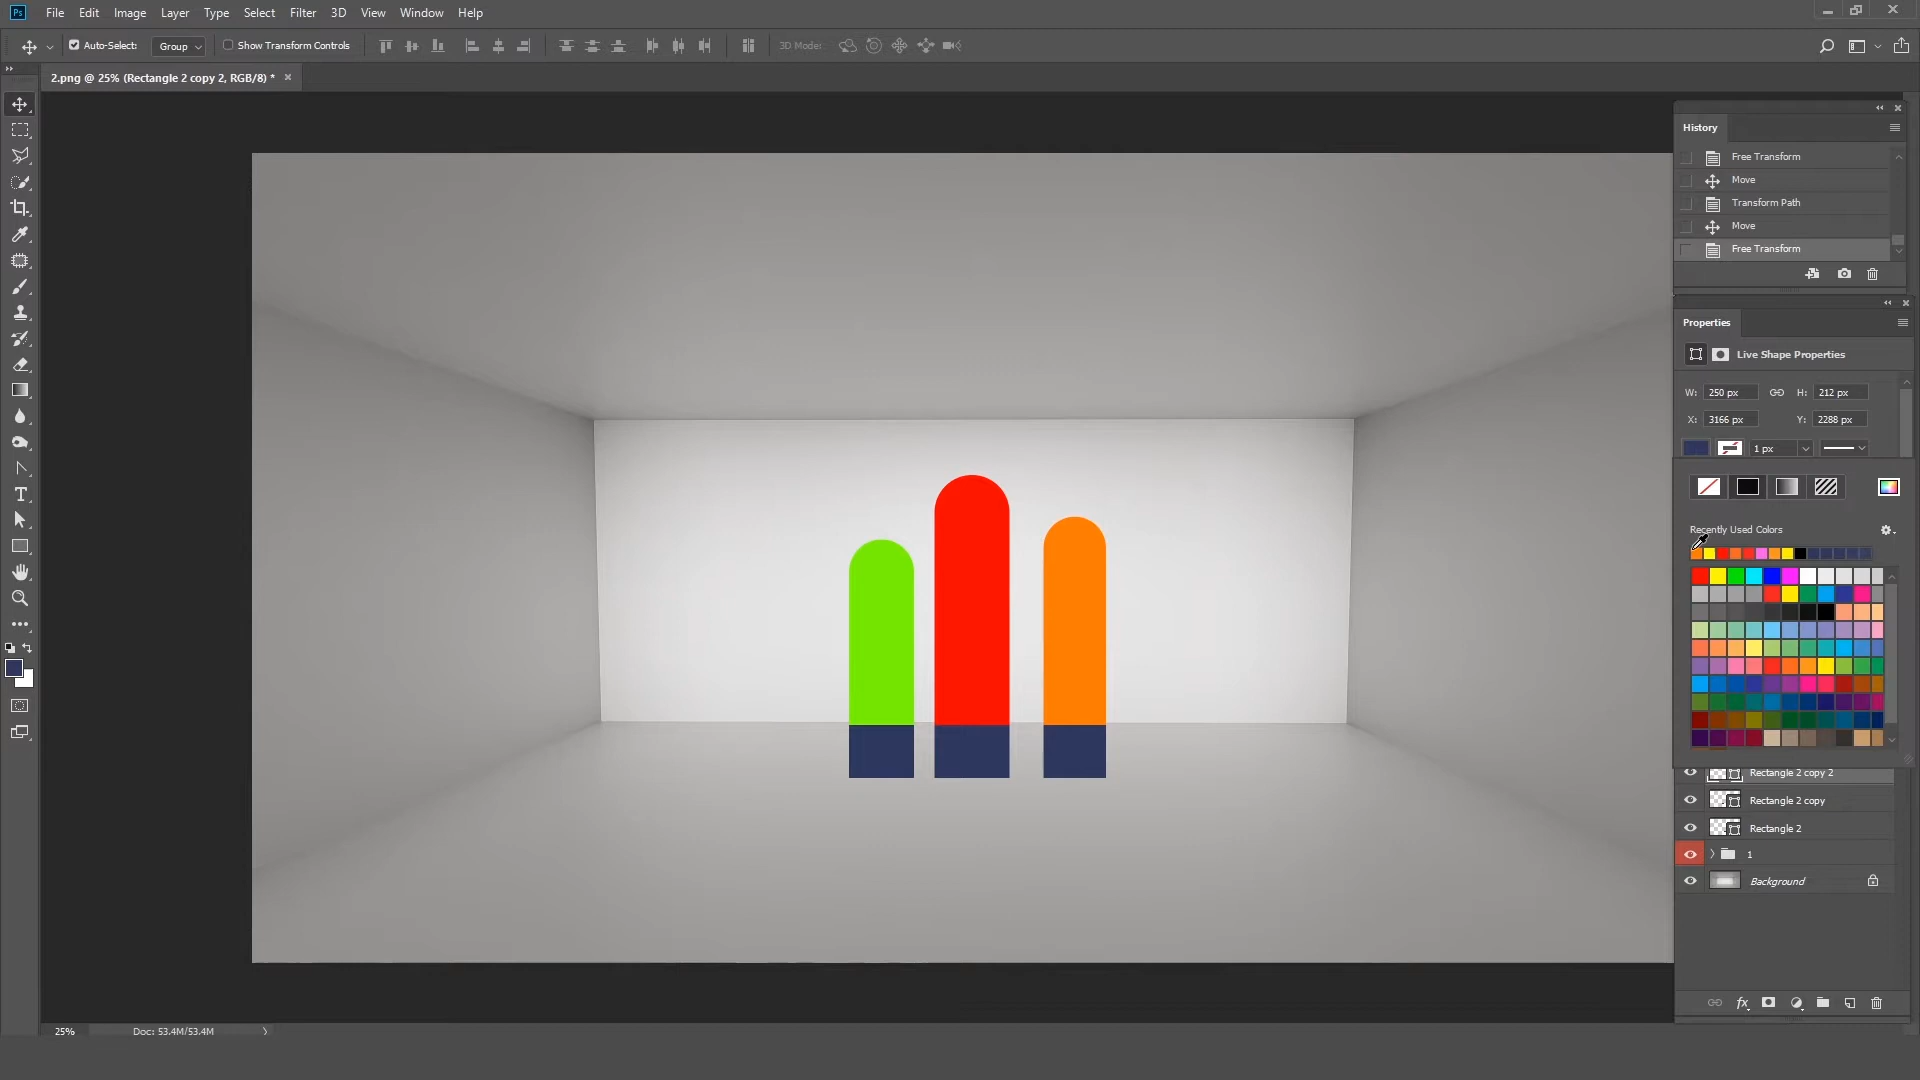 Ps File Edit Image Layer Type Select Filter 3D View Window Help
Auto-Select: Group Show Transform Controls 3D Mode:
2.png @ 25% (Rectangle 2 copy 2, RGB/8) *
History
Free Transform
Move
Transform Path
Move
Free Transform
Properties
Live Shape Properties
W: 250 px H: 212 px
X: 3166 px Y: 2288 px
1 px
Recently Used Colors
Rectangle 2 copy 2
Rectangle 2 copy
Rectangle 2
1
Background
fx
25% Doc: 53.4M/53.4M